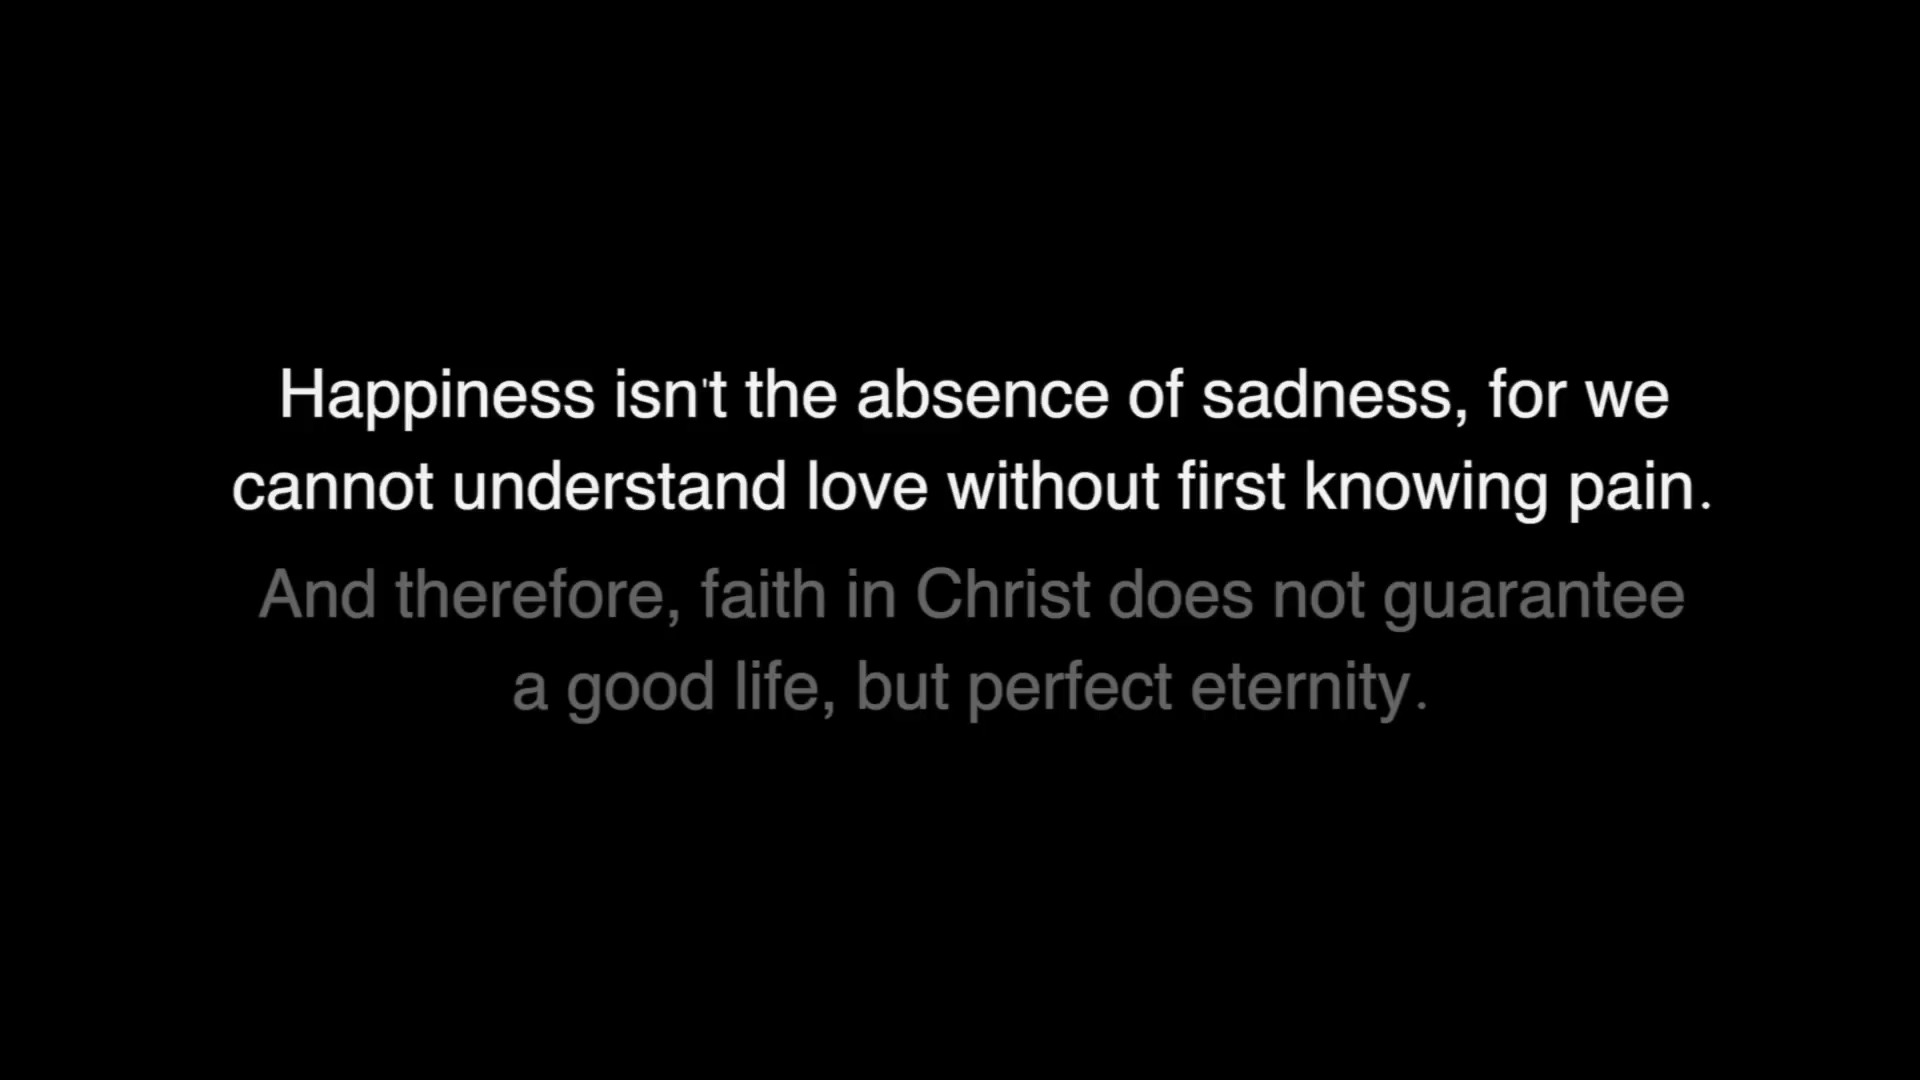 Happiness isn't the absence of sadness, for we
cannot understand love without first knowing pain.
And therefore, faith in Christ does not guarantee
a good life, but perfect eternity.